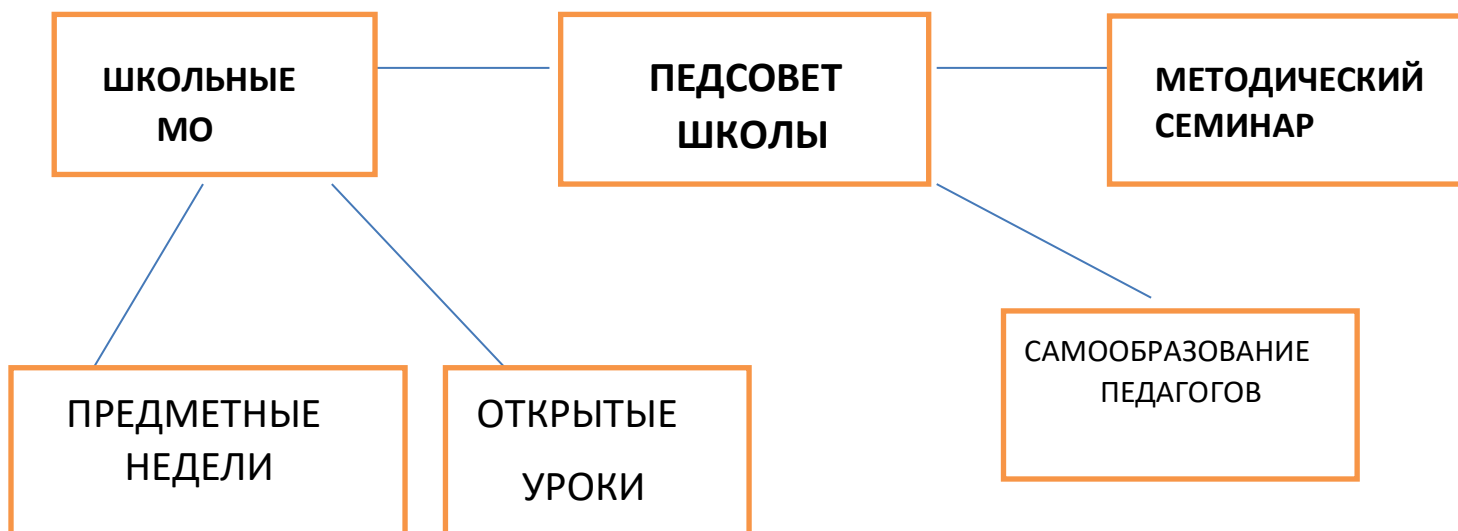 ШКОЛЬНЫЕ
МО
ПЕДСОВЕТ
ШКОЛЫ
МЕТОДИЧЕСКИЙ
СЕМИНАР
САМООБРАЗОВАНИЕ
ПЕДАГОГОВ
ПРЕДМЕТНЫЕ
НЕДЕЛИ
ОТКРЫТЫЕ
УРОКИ